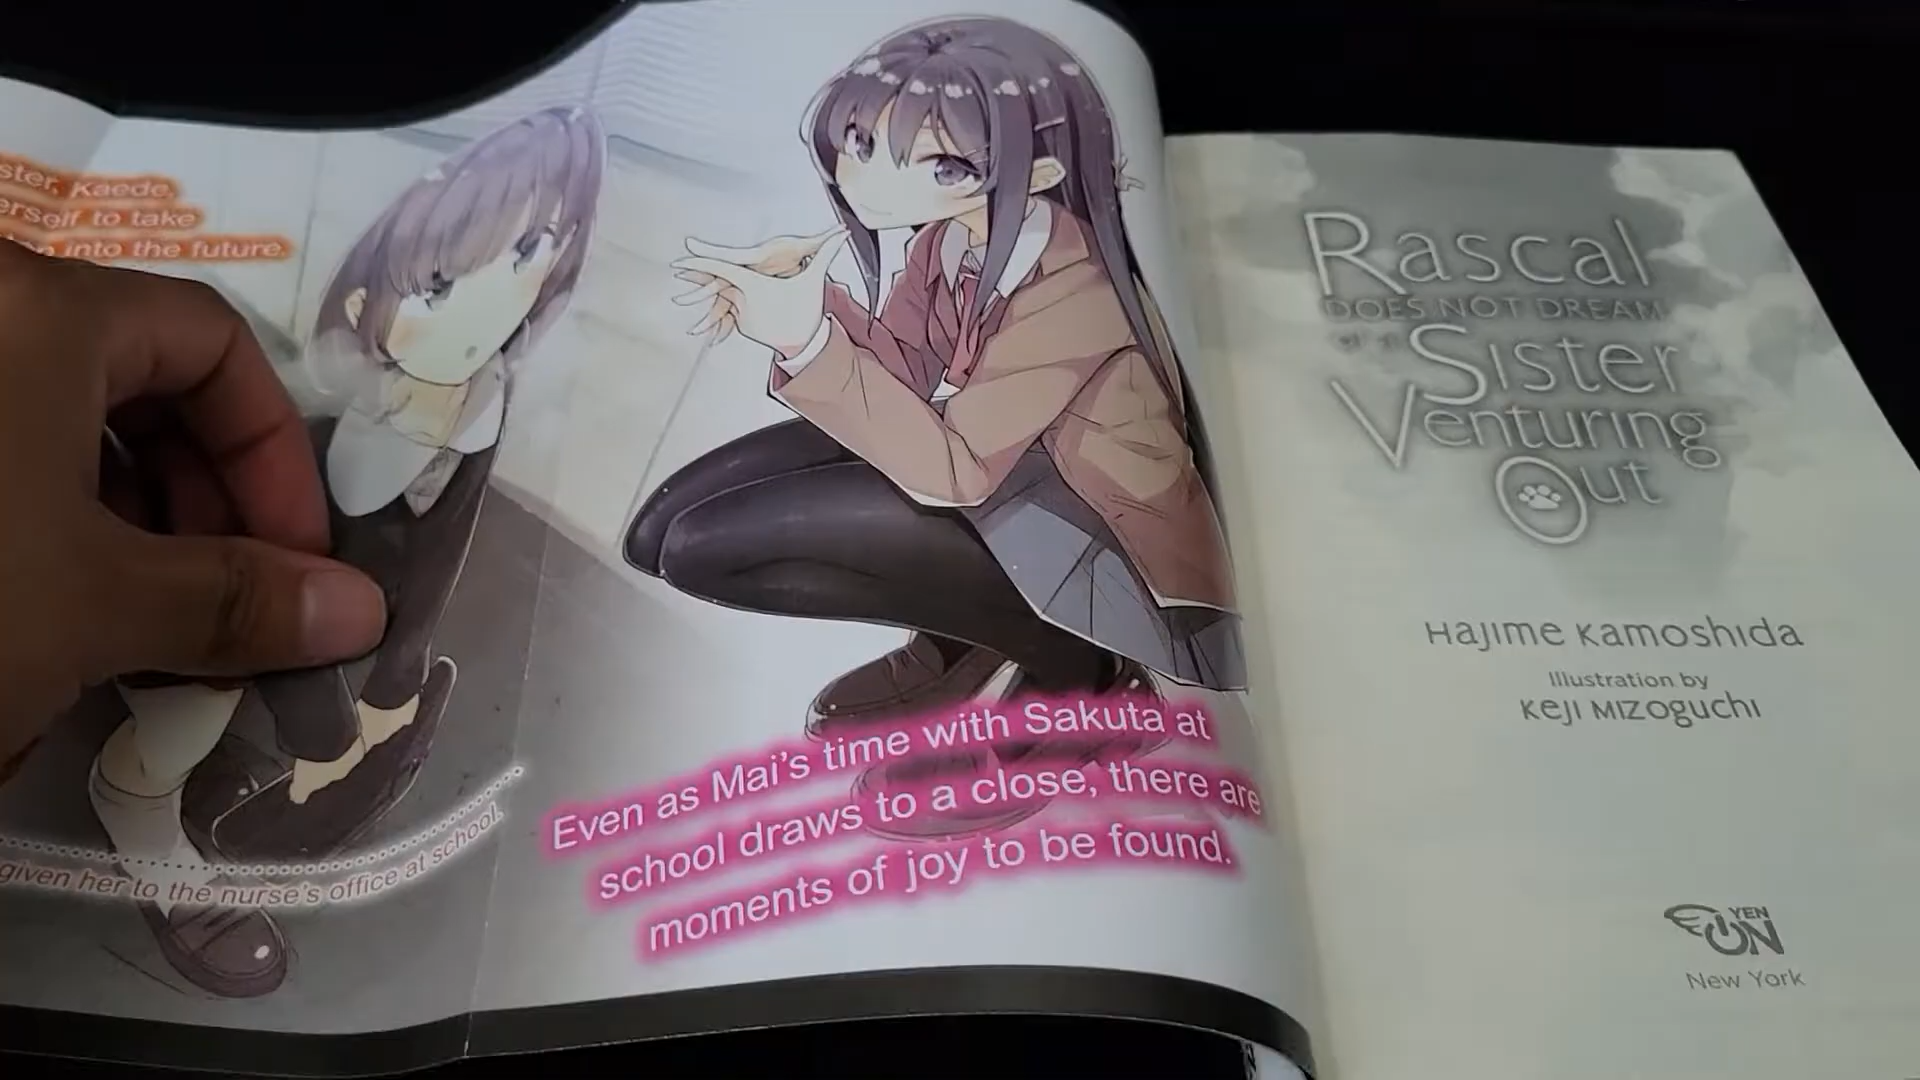 ster, Kaede,
erself to take
into the future.
given her to the nurse's office at school.
Even as Mai's time with Sakuta at
school draws to a close, there are
moments of joy to be found.
Rascal
DOES NOT DREAM
of a
Sister
Venturing
Out
Hajime Kamoshida
Illustration by
Keji Mizoguchi
YEN
ON
New York